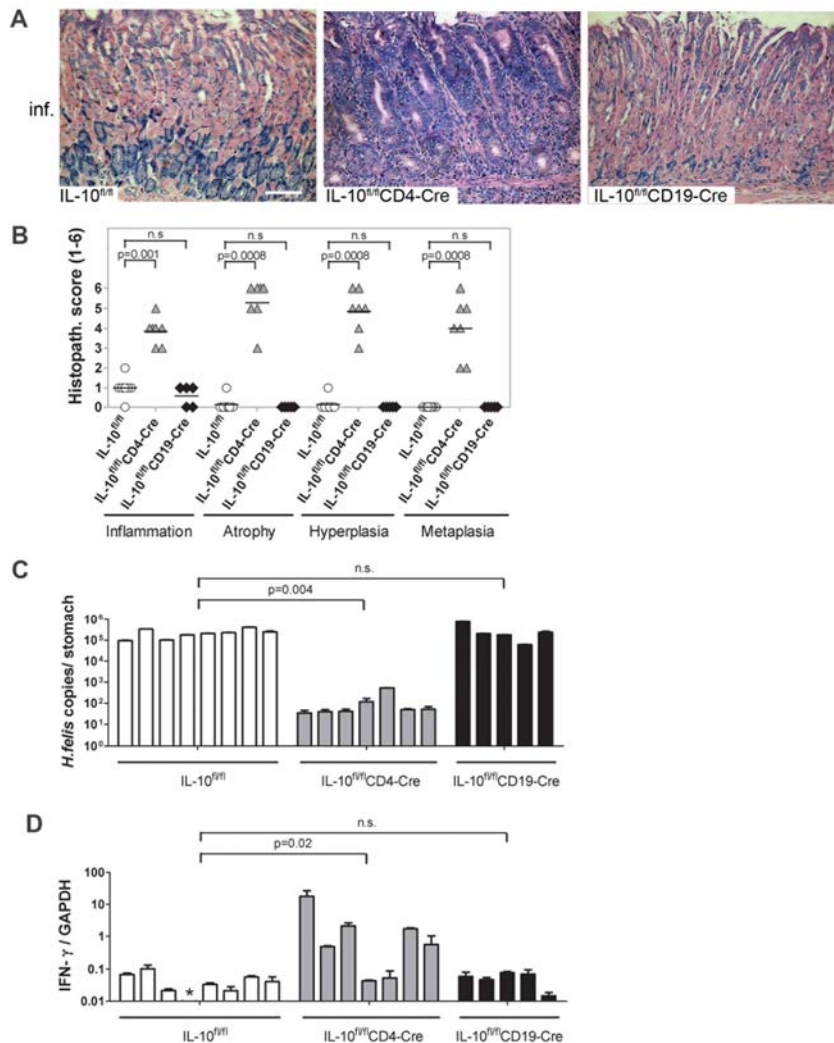 A
inf.
IL-10fl/fl
IL-10fl/flCD4-Cre
IL-10fl/flCD19-Cre
B
Histopath. score (1-6)
n.s n.s n.s n.s
p=0.001 p=0.0008 p=0.0008 p=0.0008
6
5
4
3
2
1
0
IL-10fl/fl
IL-10fl/flCD4-Cre
IL-10fl/flCD19-Cre
IL-10fl/fl
IL-10fl/flCD4-Cre
IL-10fl/flCD19-Cre
IL-10fl/fl
IL-10fl/flCD4-Cre
IL-10fl/flCD19-Cre
IL-10fl/fl
IL-10fl/flCD4-Cre
IL-10fl/flCD19-Cre
Inflammation Atrophy Hyperplasia Metaplasia
C
n.s.
p=0.004
H.felis copies/ stomach
10^6
10^5
10^4
10^3
10^2
10^1
10^0
IL-10fl/fl IL-10fl/flCD4-Cre IL-10fl/flCD19-Cre
D
n.s.
p=0.02
IFN- γ / GAPDH
100
10
1
0.1
0.01
*
IL-10fl/fl IL-10fl/flCD4-Cre IL-10fl/flCD19-Cre